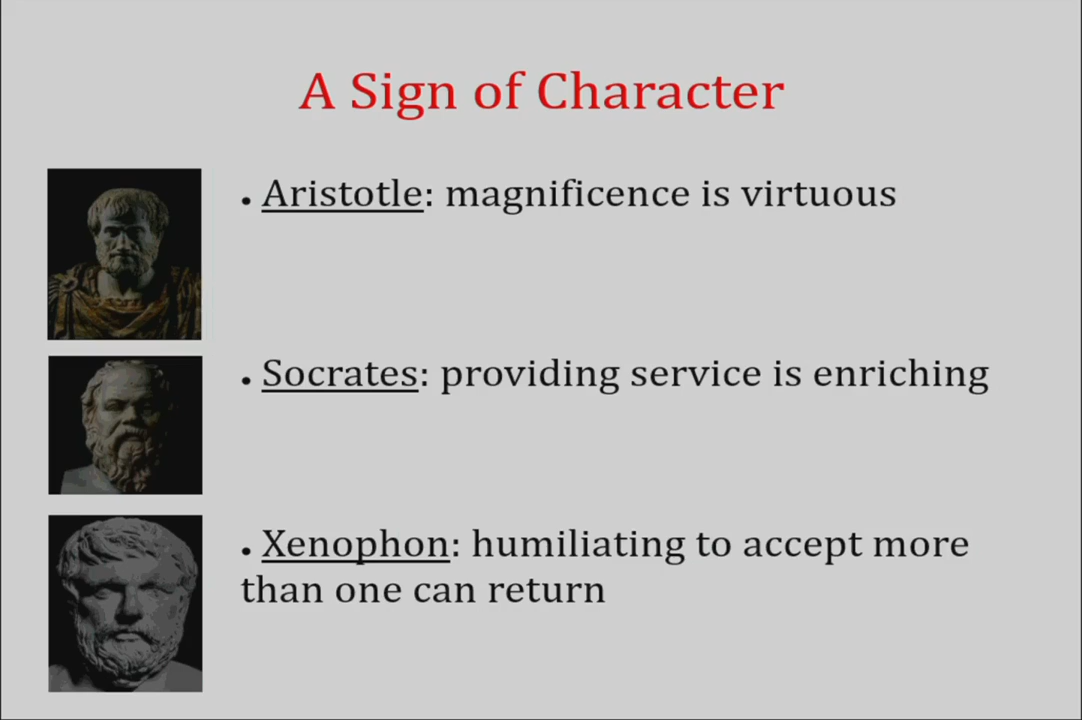 A Sign of Character
• Aristotle: magnificence is virtuous
• Socrates: providing service is enriching
• Xenophon: humiliating to accept more
than one can return